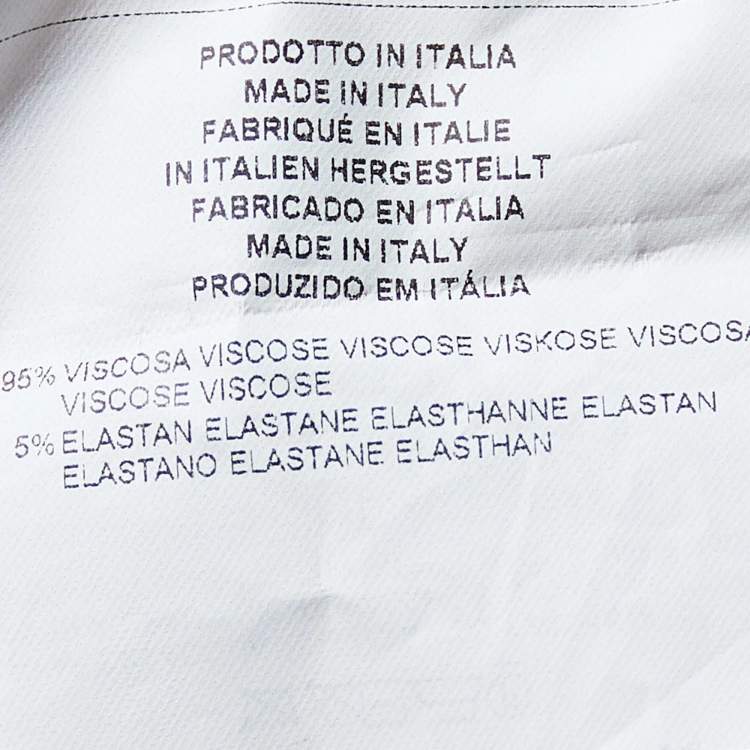 PRODOTTO IN ITALIA
MADE IN ITALY
FABRIQUÉ EN ITALIE
IN ITALIEN HERGESTELLT
FABRICADO EN ITALIA
MADE IN ITALY
PRODUZIDO EM ITÁLIA
95% VISCOSA VISCOSE VISCOSE VISKOSE VISCOSA
VISCOSE VISCOSE
5% ELASTAN ELASTANE ELASTHANNE ELASTAN
ELASTANO ELASTANE ELASTHAN